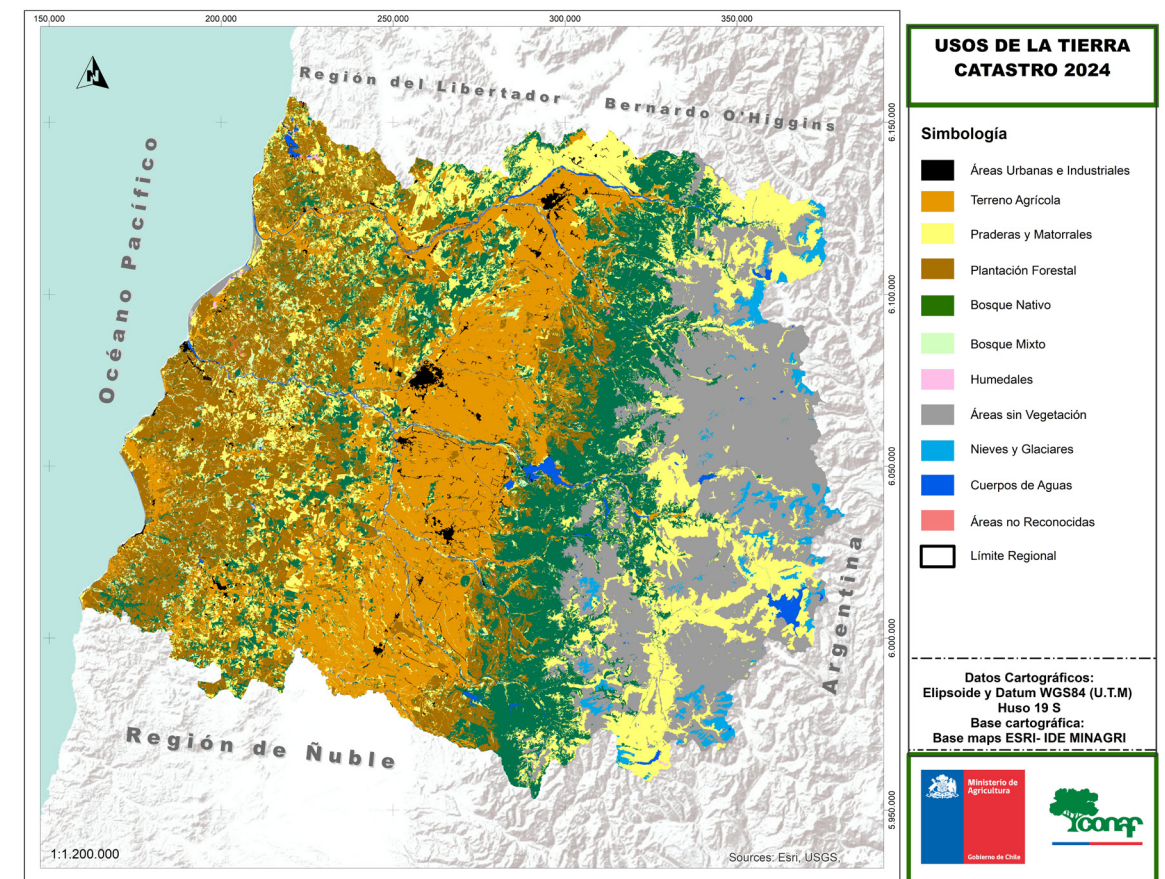 150,000 200,000 250,000 300,000 350,000
Región del Libertador Bernardo O'Higgins
Océano Pacífico
Argentina
Región de Ñuble
6.150.000
6.100.000
6.050.000
6.000.000
5.950.000
1:1.200.000
Sources: Esri, USGS,
USOS DE LA TIERRA
CATASTRO 2024
Simbología
Áreas Urbanas e Industriales
Terreno Agrícola
Praderas y Matorrales
Plantación Forestal
Bosque Nativo
Bosque Mixto
Humedales
Áreas sin Vegetación
Nieves y Glaciares
Cuerpos de Aguas
Áreas no Reconocidas
Límite Regional
Datos Cartográficos:
Elipsoide y Datum WGS84 (U.T.M)
Huso 19 S
Base cartográfica:
Base maps ESRI- IDE MINAGRI
Ministerio de
Agricultura
Gobierno de Chile
conaf
N